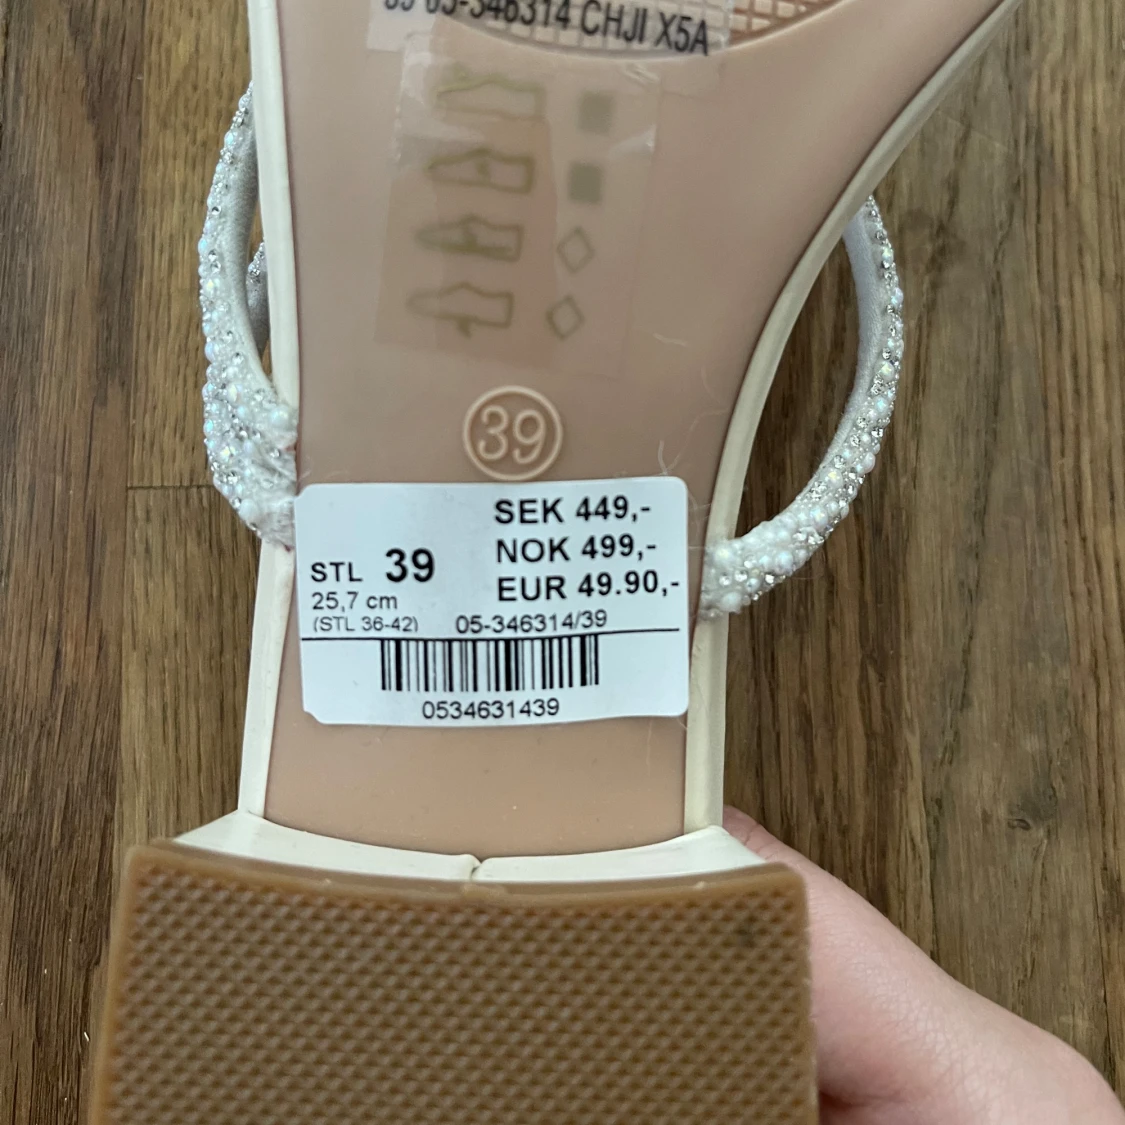 39 05-346314 CHJI X5A
39
SEK 449,-
NOK 499,-
EUR 49.90,-
STL 39
25,7 cm
(STL 36-42) 05-346314/39
0534631439